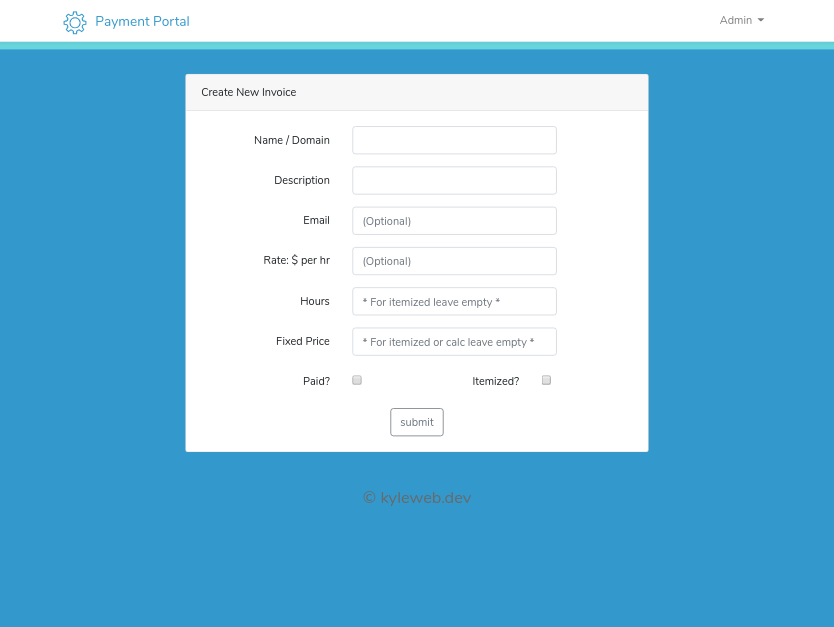 Payment Portal
Admin
Create New Invoice
Name / Domain
Description
Email (Optional)
Rate: $ per hr (Optional)
Hours * For itemized leave empty *
Fixed Price * For itemized or calc leave empty *
Paid? Itemized?
submit
© kyleweb.dev